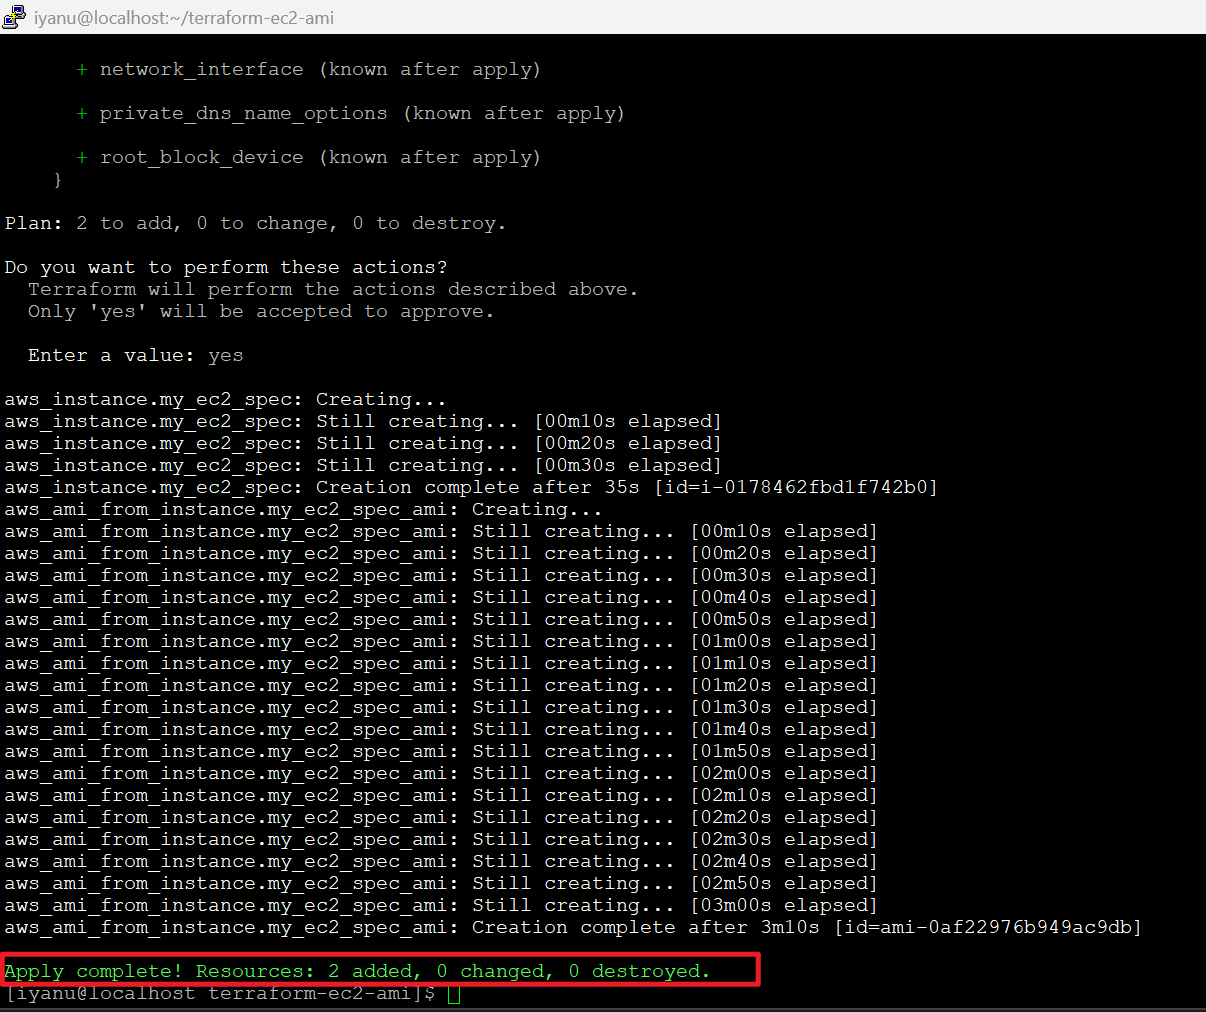 iyanu@localhost:~/terraform-ec2-ami
+ network_interface (known after apply)
+ private_dns_name_options (known after apply)
+ root_block_device (known after apply)
}
Plan: 2 to add, 0 to change, 0 to destroy.
Do you want to perform these actions?
Terraform will perform the actions described above.
Only 'yes' will be accepted to approve.
Enter a value: yes
aws_instance.my_ec2_spec: Creating...
aws_instance.my_ec2_spec: Still creating... [00m10s elapsed]
aws_instance.my_ec2_spec: Still creating... [00m20s elapsed]
aws_instance.my_ec2_spec: Still creating... [00m30s elapsed]
aws_instance.my_ec2_spec: Creation complete after 35s [id=i-0178462fbd1f742b0]
aws_ami_from_instance.my_ec2_spec_ami: Creating...
aws_ami_from_instance.my_ec2_spec_ami: Still creating... [00m10s elapsed]
aws_ami_from_instance.my_ec2_spec_ami: Still creating... [00m20s elapsed]
aws_ami_from_instance.my_ec2_spec_ami: Still creating... [00m30s elapsed]
aws_ami_from_instance.my_ec2_spec_ami: Still creating... [00m40s elapsed]
aws_ami_from_instance.my_ec2_spec_ami: Still creating... [00m50s elapsed]
aws_ami_from_instance.my_ec2_spec_ami: Still creating... [01m00s elapsed]
aws_ami_from_instance.my_ec2_spec_ami: Still creating... [01m10s elapsed]
aws_ami_from_instance.my_ec2_spec_ami: Still creating... [01m20s elapsed]
aws_ami_from_instance.my_ec2_spec_ami: Still creating... [01m30s elapsed]
aws_ami_from_instance.my_ec2_spec_ami: Still creating... [01m40s elapsed]
aws_ami_from_instance.my_ec2_spec_ami: Still creating... [01m50s elapsed]
aws_ami_from_instance.my_ec2_spec_ami: Still creating... [02m00s elapsed]
aws_ami_from_instance.my_ec2_spec_ami: Still creating... [02m10s elapsed]
aws_ami_from_instance.my_ec2_spec_ami: Still creating... [02m20s elapsed]
aws_ami_from_instance.my_ec2_spec_ami: Still creating... [02m30s elapsed]
aws_ami_from_instance.my_ec2_spec_ami: Still creating... [02m40s elapsed]
aws_ami_from_instance.my_ec2_spec_ami: Still creating... [02m50s elapsed]
aws_ami_from_instance.my_ec2_spec_ami: Still creating... [03m00s elapsed]
aws_ami_from_instance.my_ec2_spec_ami: Creation complete after 3m10s [id=ami-0af22976b949ac9db]
Apply complete! Resources: 2 added, 0 changed, 0 destroyed.
[iyanu@localhost terraform-ec2-ami]$